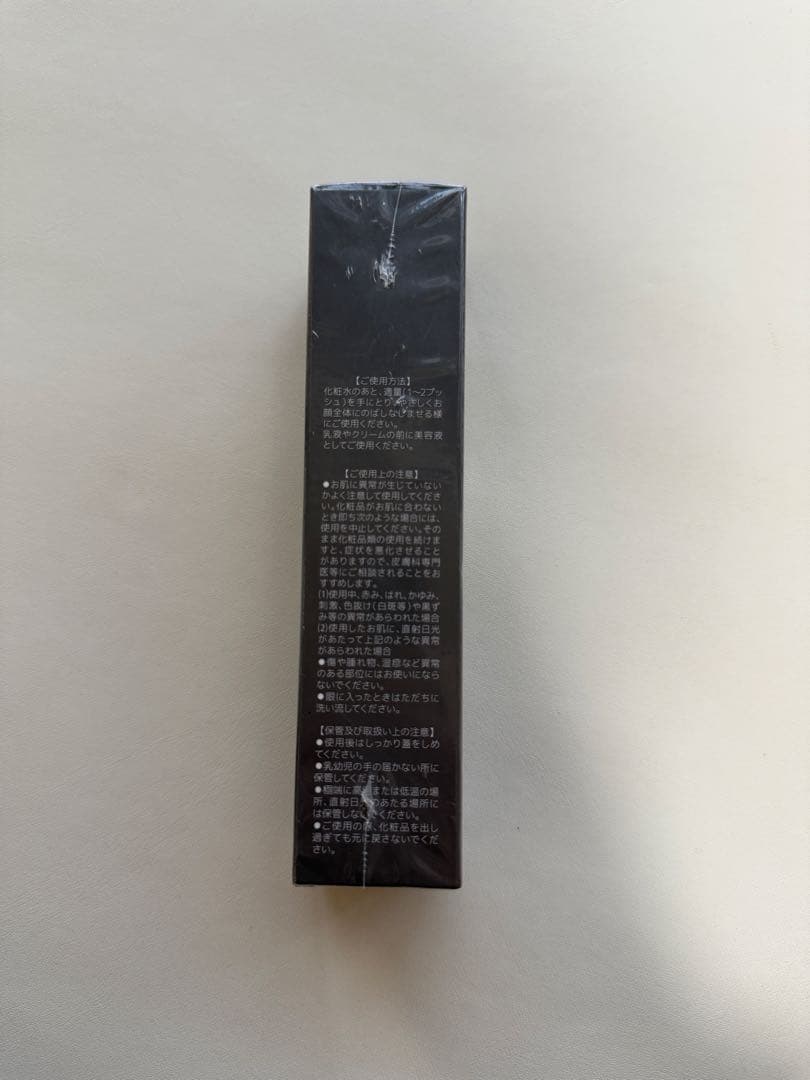 【ご使用方法】
化粧水のあと、適量(1〜2プッ
シュ)を手にとり、やさしくお
顔全体にのばしなじませる様
にご使用ください。
乳液やクリームの前に美容液
としてご使用ください。
【ご使用上の注意】
●お肌に異常が生じていない
かよく注意して使用してくださ
い。化粧品がお肌に合わない
とき即ち次のような場合には、
使用を中止してください。その
まま化粧品類の使用を続けま
すと、症状を悪化させること
がありますので、皮膚科専門
医等にご相談されることをお
すすめします。
(1)使用中、赤み、はれ、かゆみ、
刺激、色抜け(白斑等)や黒ず
み等の異常があらわれた場合
(2)使用したお肌に、直射日光
があたって上記のような異常
があらわれた場合
●傷や腫れ物、湿疹など異常
のある部位にはお使いになら
ないでください。
●眼に入ったときはただちに
洗い流してください。
【保管及び取扱い上の注意】
●使用後はしっかり蓋をしめ
てください。
●乳幼児の手の届かない所に
保管してください。
●極端に高温または低温の場
所、直射日光のあたる場所に
は保管しないでください。
●ご使用の際、化粧品を出し
過ぎても元に戻さないでくだ
さい。